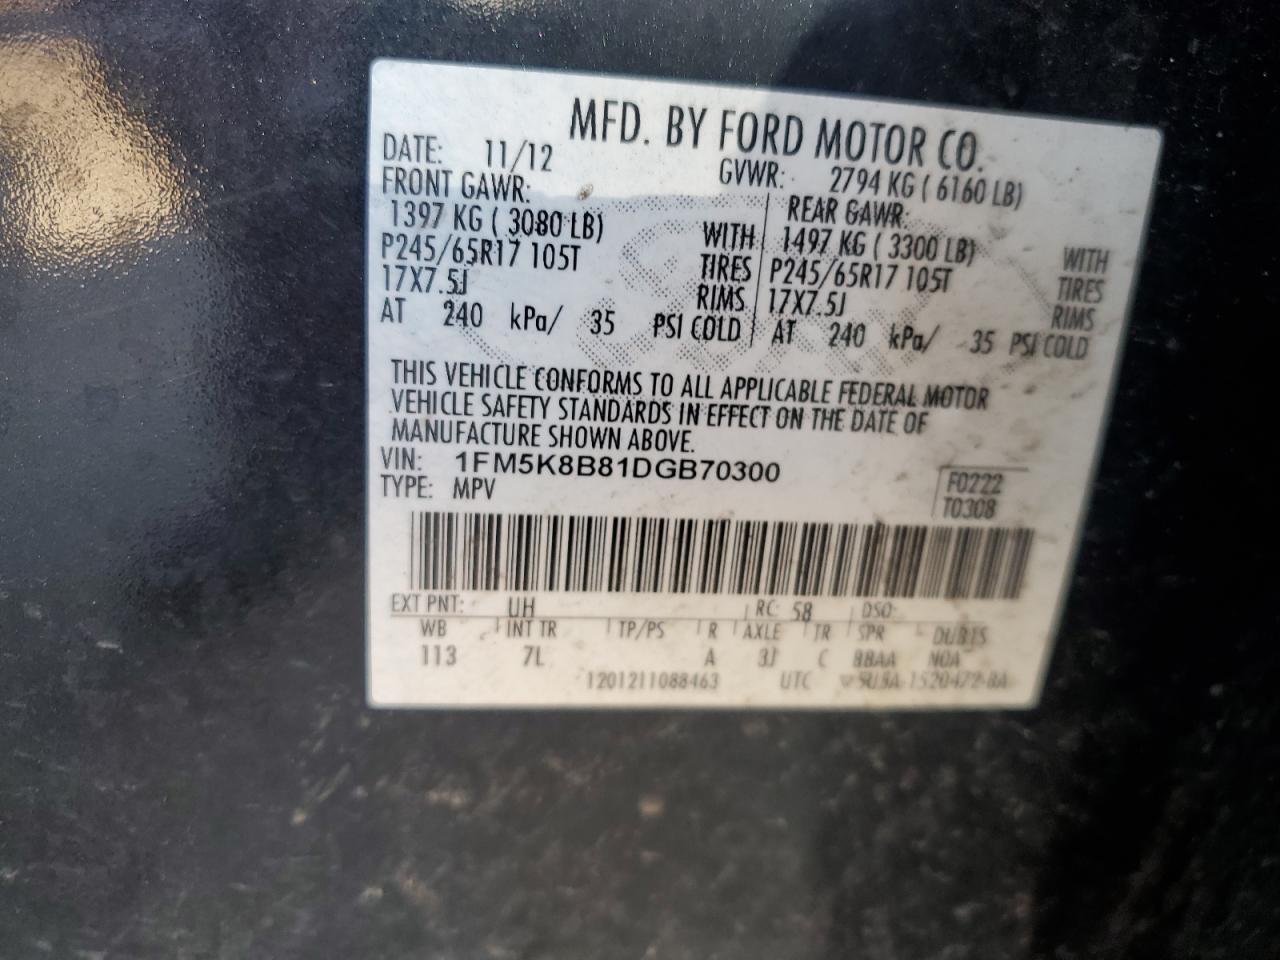 MFD. BY FORD MOTOR CO.
DATE: 11/12 GVWR: 2794 KG ( 6160 LB)
FRONT GAWR: REAR GAWR:
1397 KG ( 3080 LB) WITH 1497 KG ( 3300 LB) WITH
P245/65R17 105T TIRES P245/65R17 105T TIRES
17X7.5J RIMS 17X7.5J RIMS
AT 240 kPa/ 35 PSI COLD AT 240 kPa/ 35 PSI COLD
THIS VEHICLE CONFORMS TO ALL APPLICABLE FEDERAL MOTOR
VEHICLE SAFETY STANDARDS IN EFFECT ON THE DATE OF
MANUFACTURE SHOWN ABOVE.
VIN: 1FM5K8B81DGB70300
TYPE: MPV
F0222
T0308
EXT PNT: UH RC: 58 DSO:
WB INT TR TP/PS R AXLE TR SPR
113 7L A 3J C BBAA
1201211088463 UTC